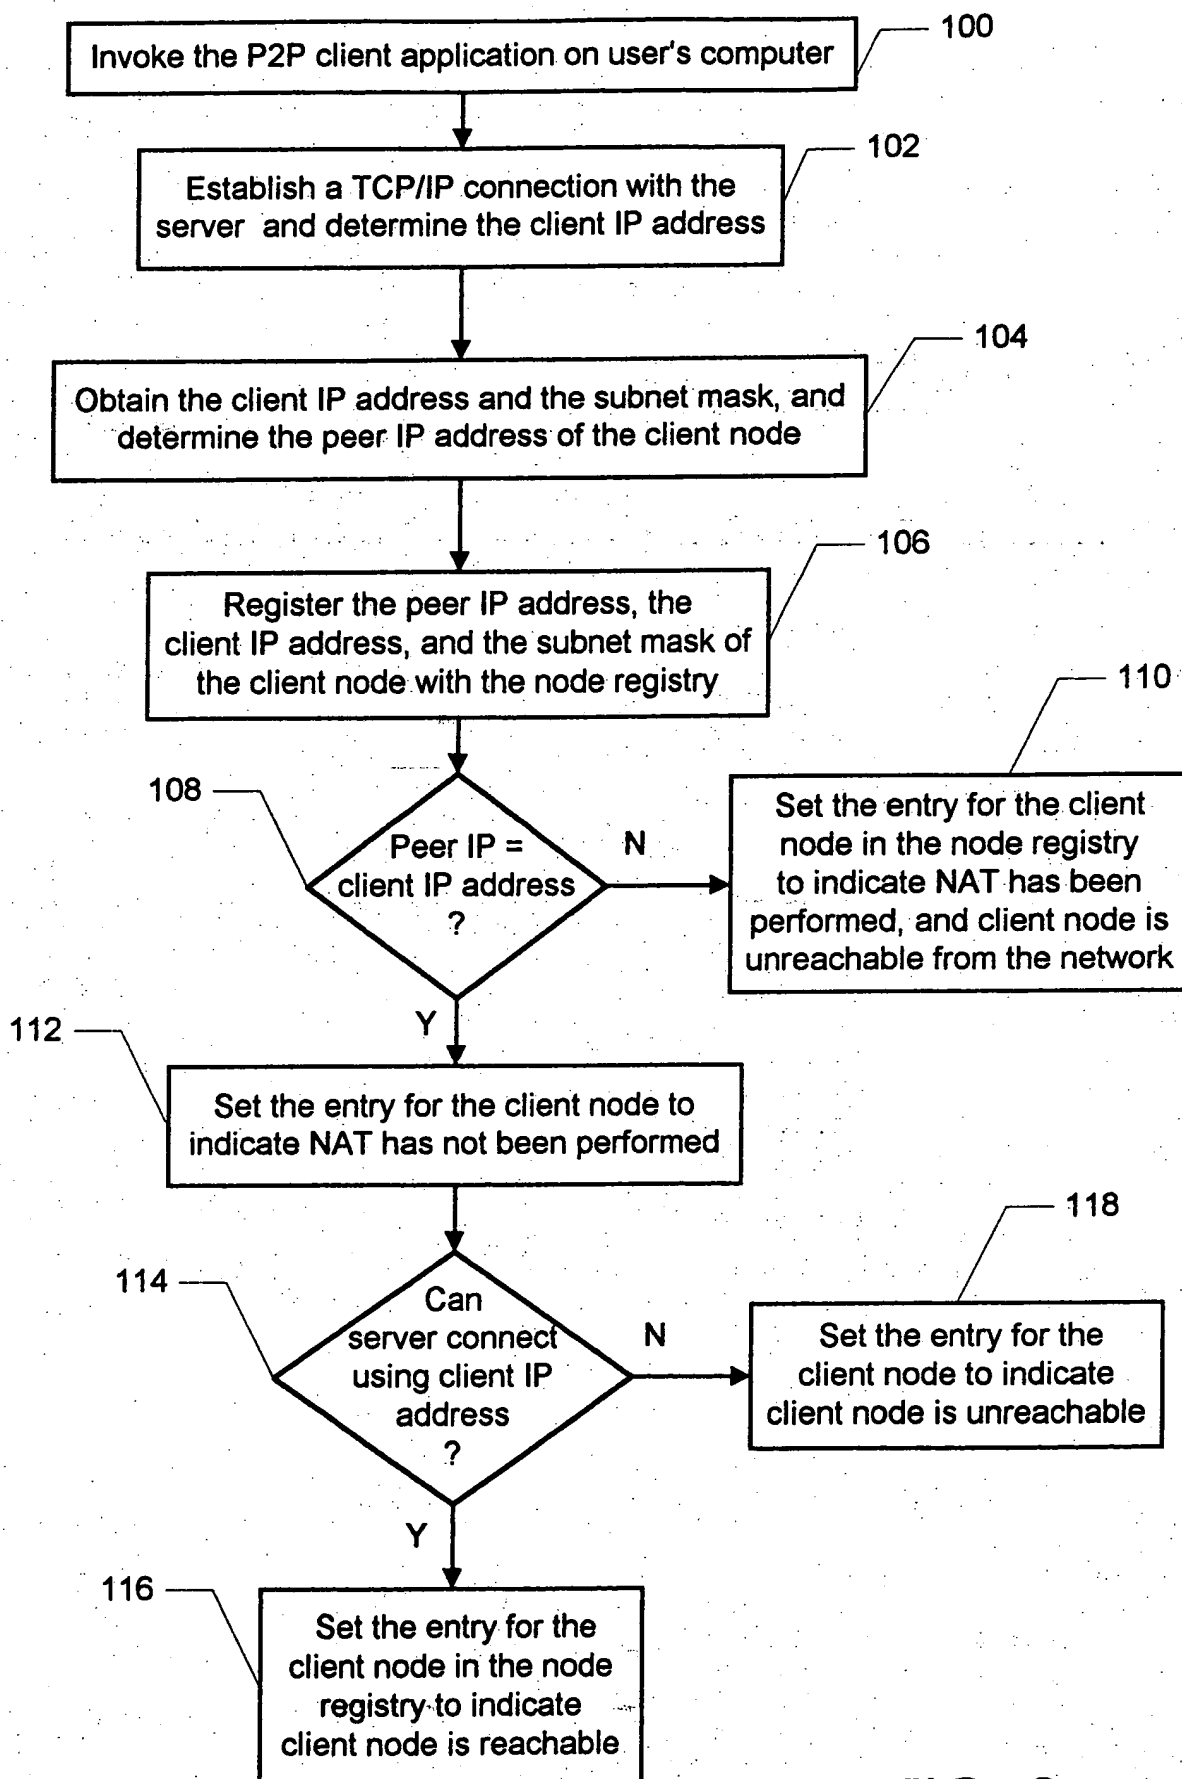 100
Invoke the P2P client application on user's computer
102
Establish a TCP/IP connection with the
server and determine the client IP address
104
Obtain the client IP address and the subnet mask, and
determine the peer IP address of the client node
106
Register the peer IP address, the
client IP address, and the subnet mask of
the client node with the node registry
110
108
Peer IP =
client IP address
?
N
Set the entry for the client
node in the node registry
to indicate NAT has been
performed, and client node is
unreachable from the network
Y
112
Set the entry for the client node to
indicate NAT has not been performed
118
114
Can
server connect
using client IP
address
?
N
Set the entry for the
client node to indicate
client node is unreachable
Y
116
Set the entry for the
client node in the node
registry to indicate
client node is reachable